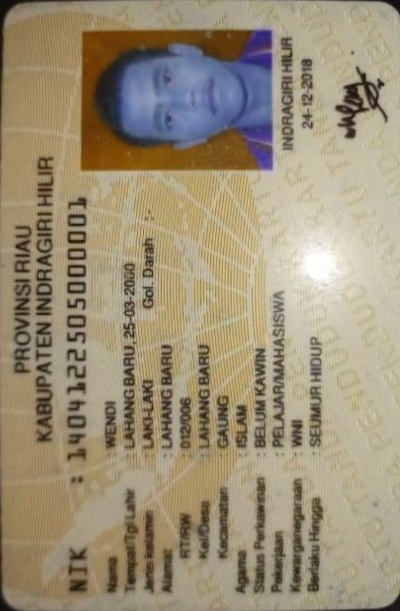 PROVINSI RIAU
KABUPATEN INDRAGIRI HILIR
NIK : 1404122505000001
Nama : WENDI
Tempat/Tgl Lahir : LAHANG BARU, 25-03-2000
Jenis kelamin : LAKI-LAKI Gol. Darah : -
Alamat : LAHANG BARU
RT/RW : 012/006
Kel/Desa : LAHANG BARU
Kecamatan : GAUNG
Agama : ISLAM
Status Perkawinan : BELUM KAWIN
Pekerjaan : PELAJAR/MAHASISWA
Kewarganegaraan : WNI
Berlaku Hingga : SEUMUR HIDUP
INDRAGIRI HILIR
24-12-2018